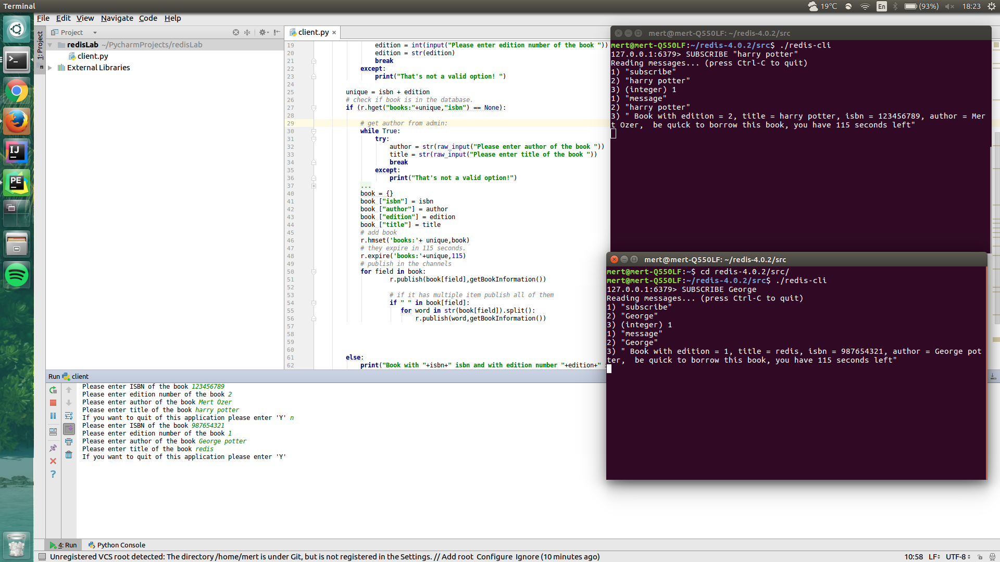 Terminal
19°C
En
(93%)
18:23
File Edit View Navigate Code Help
1: Project
Project
redisLab ~/PycharmProjects/redisLab
client.py
External Libraries
client.py
19 edition = int(input("Please enter edition number of the book "))
20 edition = str(edition)
21 break
22 except:
23 print("That's not a valid option! ")
24
25 unique = isbn + edition
26 # check if book is in the database.
27 if (r.hget("books:"+unique,"isbn") == None):
28
29 # get author from admin:
30 while True:
31 try:
32 author = str(raw_input("Please enter author of the book "))
33 title = str(raw_input("Please enter title of the book "))
34 break
35 except:
36 print("That's not a valid option!")
37 ...
40 book = {}
41 book ["isbn"] = isbn
42 book ["author"] = author
43 book ["edition"] = edition
44 book ["title"] = title
45 # add book
46 r.hmset('books:'+ unique,book)
47 # they expire in 115 seconds.
48 r.expire('books:'+unique,115)
49 # publish in the channels
50 for field in book:
51 r.publish(book[field],getBookInformation())
52
53 # if it has multiple item publish all of them
54 if " " in book[field]:
55 for word in str(book[field]).split():
56 r.publish(word,getBookInformation())
57
58
59
60
61 else:
62 print("Book with "+isbn+" isbn and with edition number "+edition+"
mert@mert-Q550LF: ~/redis-4.0.2/src
mert@mert-Q550LF:~/redis-4.0.2/src$ ./redis-cli
127.0.0.1:6379> SUBSCRIBE "harry potter"
Reading messages... (press Ctrl-C to quit)
1) "subscribe"
2) "harry potter"
3) (integer) 1
1) "message"
2) "harry potter"
3) " Book with edition = 2, title = harry potter, isbn = 123456789, author = Mer
t Ozer,  be quick to borrow this book, you have 115 seconds left"
mert@mert-Q550LF: ~/redis-4.0.2/src
mert@mert-Q550LF:~$ cd redis-4.0.2/src/
mert@mert-Q550LF:~/redis-4.0.2/src$ ./redis-cli
127.0.0.1:6379> SUBSCRIBE George
Reading messages... (press Ctrl-C to quit)
1) "subscribe"
2) "George"
3) (integer) 1
1) "message"
2) "George"
3) " Book with edition = 1, title = redis, isbn = 987654321, author = George pot
ter,  be quick to borrow this book, you have 115 seconds left"
Run client
Please enter ISBN of the book 123456789
Please enter edition number of the book 2
Please enter author of the book Mert Ozer
Please enter title of the book harry potter
If you want to quit of this application please enter 'Y' n
Please enter ISBN of the book 987654321
Please enter edition number of the book 1
Please enter author of the book George potter
Please enter title of the book redis
If you want to quit of this application please enter 'Y'
4: Run
Python Console
Unregistered VCS root detected: The directory /home/mert is under Git, but is not registered in the Settings. // Add root Configure Ignore (10 minutes ago)
10:58 LF UTF-8
IJ
PE